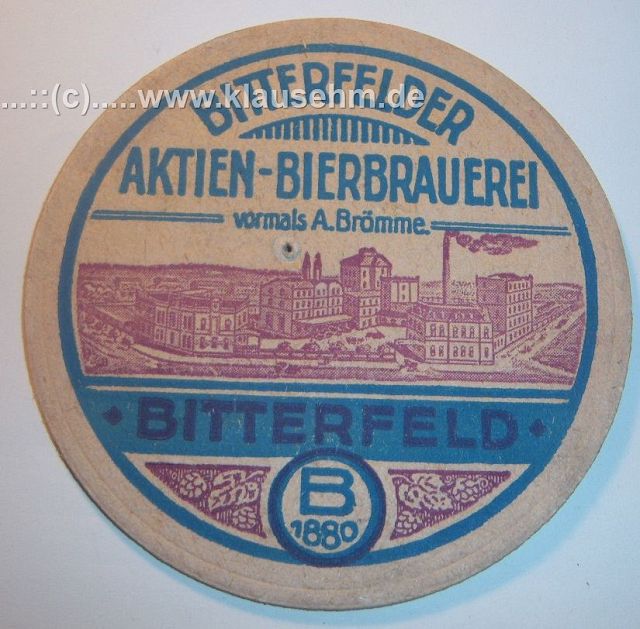 BITTERFELDER
...::(c).....www.klausehm.de
AKTIEN-BIERBRAUEREI
vormals A.Brömme.
BITTERFELD
B
1880